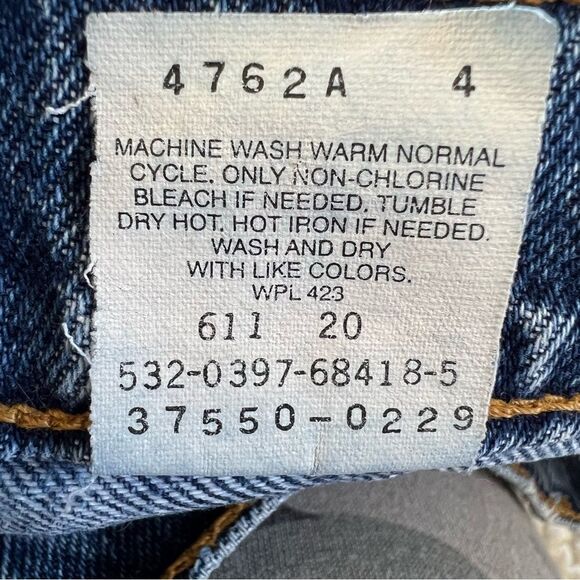 4762A 4
MACHINE WASH WARM NORMAL
CYCLE. ONLY NON-CHLORINE
BLEACH IF NEEDED. TUMBLE
DRY HOT. HOT IRON IF NEEDED.
WASH AND DRY
WITH LIKE COLORS.
WPL 423
611 20
532-0397-68418-5
37550-0229